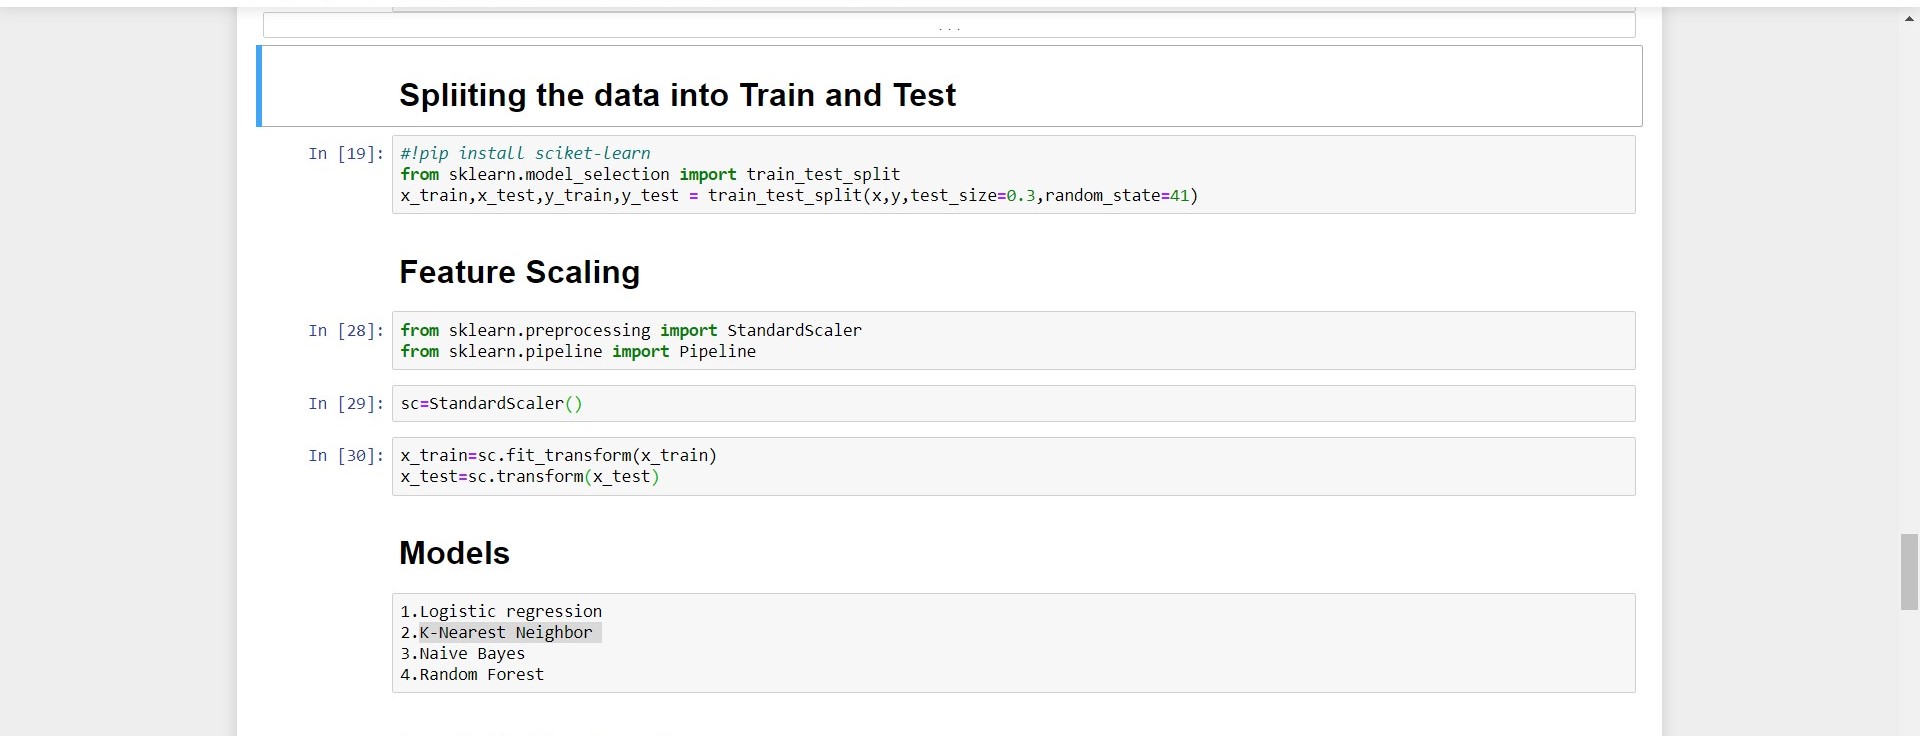 ...
Spliiting the data into Train and Test
In [19]: #!pip install sciket-learn
from sklearn.model_selection import train_test_split
x_train,x_test,y_train,y_test = train_test_split(x,y,test_size=0.3,random_state=41)
Feature Scaling
In [28]: from sklearn.preprocessing import StandardScaler
from sklearn.pipeline import Pipeline
In [29]: sc=StandardScaler()
In [30]: x_train=sc.fit_transform(x_train)
x_test=sc.transform(x_test)
Models
1.Logistic regression
2.K-Nearest Neighbor
3.Naive Bayes
4.Random Forest